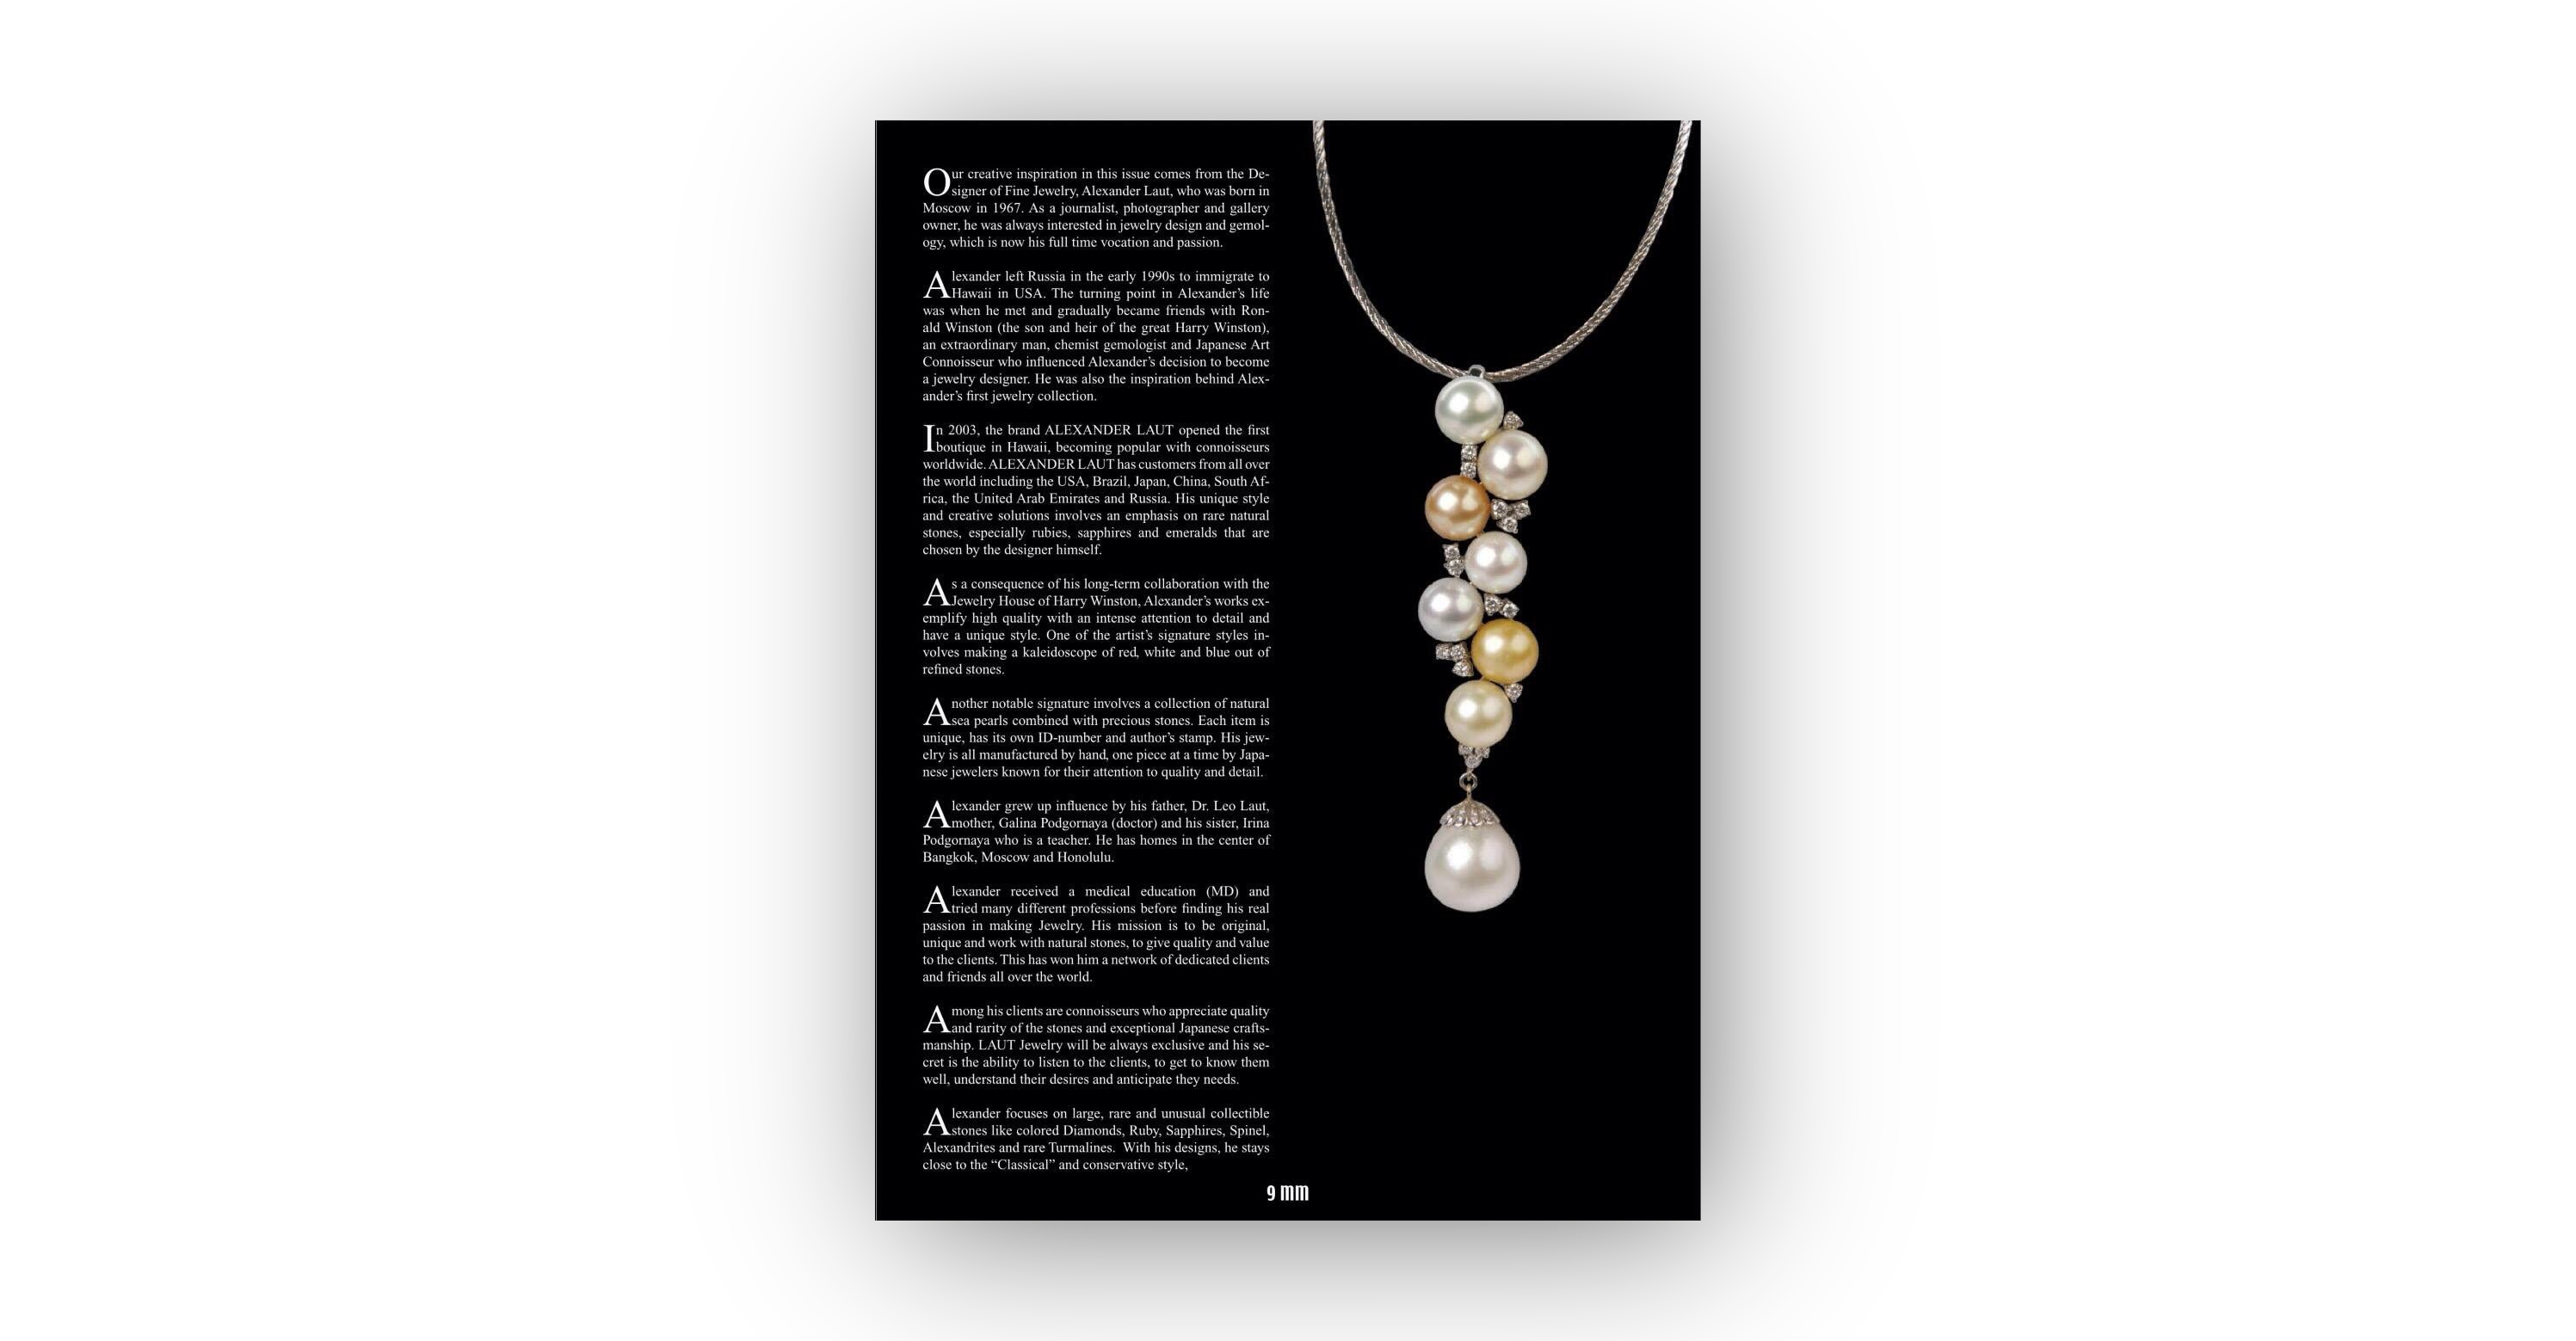 Our creative inspiration in this issue comes from the De-
signer of Fine Jewelry, Alexander Laut, who was born in
Moscow in 1967. As a journalist, photographer and gallery
owner, he was always interested in jewelry design and gemol-
ogy, which is now his full time vocation and passion.
Alexander left Russia in the early 1990s to immigrate to
Hawaii in USA. The turning point in Alexander’s life
was when he met and gradually became friends with Ron-
ald Winston (the son and heir of the great Harry Winston),
an extraordinary man, chemist gemologist and Japanese Art
Connoisseur who influenced Alexander’s decision to become
a jewelry designer. He was also the inspiration behind Alex-
ander’s first jewelry collection.
In 2003, the brand ALEXANDER LAUT opened the first
boutique in Hawaii, becoming popular with connoisseurs
worldwide. ALEXANDER LAUT has customers from all over
the world including the USA, Brazil, Japan, China, South Af-
rica, the United Arab Emirates and Russia. His unique style
and creative solutions involves an emphasis on rare natural
stones, especially rubies, sapphires and emeralds that are
chosen by the designer himself.
As a consequence of his long-term collaboration with the
Jewelry House of Harry Winston, Alexander’s works ex-
emplify high quality with an intense attention to detail and
have a unique style. One of the artist’s signature styles in-
volves making a kaleidoscope of red, white and blue out of
refined stones.
Another notable signature involves a collection of natural
sea pearls combined with precious stones. Each item is
unique, has its own ID-number and author’s stamp. His jew-
elry is all manufactured by hand, one piece at a time by Japa-
nese jewelers known for their attention to quality and detail.
Alexander grew up influence by his father, Dr. Leo Laut,
mother, Galina Podgornaya (doctor) and his sister, Irina
Podgornaya who is a teacher. He has homes in the center of
Bangkok, Moscow and Honolulu.
Alexander received a medical education (MD) and
tried many different professions before finding his real
passion in making Jewelry. His mission is to be original,
unique and work with natural stones, to give quality and value
to the clients. This has won him a network of dedicated clients
and friends all over the world.
Among his clients are connoisseurs who appreciate quality
and rarity of the stones and exceptional Japanese crafts-
manship. LAUT Jewelry will be always exclusive and his se-
cret is the ability to listen to the clients, to get to know them
well, understand their desires and anticipate they needs.
Alexander focuses on large, rare and unusual collectible
stones like colored Diamonds, Ruby, Sapphires, Spinel,
Alexandrites and rare Turmalines. With his designs, he stays
close to the “Classical” and conservative style,
9 mm